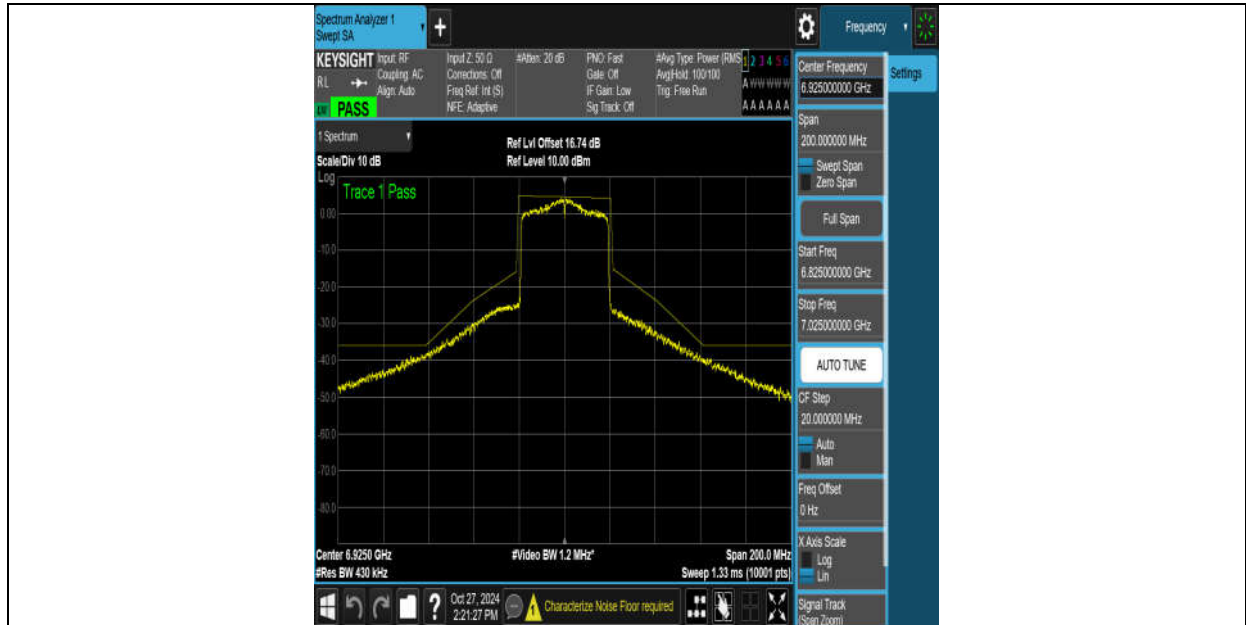 Spectrum Analyzer 1
Swept SA
+
Frequency
KEYSIGHT
RL
PASS
Input: RF
Coupling: AC
Align: Auto
Input Z: 50 Ω
Corrections: Off
Freq Ref: Int (S)
NFE: Adaptive
#Atten: 20 dB
PNO: Fast
Gate: Off
IF Gain: Low
Sig Track: Off
#Avg Type: Power (RMS
Avg|Hold: 100/100
Trig: Free Run
1 2 3 4 5 6
A W W W W W
A A A A A A
1 Spectrum
Scale/Div 10 dB
Ref Lvl Offset 16.74 dB
Ref Level 10.00 dBm
Log
Trace 1 Pass
0.00
-10.0
-20.0
-30.0
-40.0
-50.0
-60.0
-70.0
-80.0
Center 6.9250 GHz
#Video BW 1.2 MHz*
Span 200.0 MHz
#Res BW 430 kHz
Sweep 1.33 ms (10001 pts)
Center Frequency
6.925000000 GHz
Settings
Span
200.000000 MHz
Swept Span
Zero Span
Full Span
Start Freq
6.825000000 GHz
Stop Freq
7.025000000 GHz
AUTO TUNE
CF Step
20.000000 MHz
Auto
Man
Freq Offset
0 Hz
X Axis Scale
Log
Lin
Signal Track
(Span Zoom)
?
Oct 27, 2024
2:21:27 PM
Characterize Noise Floor required